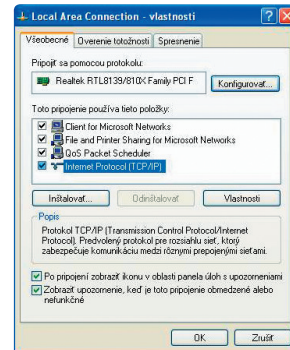 Local Area Connection - vlastnosti
Všeobecné Overenie totožnosti Spresnenie
Pripojiť sa pomocou protokolu:
Realtek RTL8139/810X Family PCI F Konfigurovať...
Toto pripojenie používa tieto položky:
Client for Microsoft Networks
File and Printer Sharing for Microsoft Networks
QoS Packet Scheduler
Internet Protocol (TCP/IP)
Inštalovať... Odinštalovať Vlastnosti
Popis
Protokol TCP/IP (Transmission Control Protocol/Internet
Protocol). Predvolený protokol pre rozsiahlu sieť, ktorý
zabezpečuje komunikáciu medzi rôznymi prepojenými sieťami.
Po pripojení zobraziť ikonu v oblasti panela úloh s upozorneniami
Zobraziť upozornenie, keď je toto pripojenie obmedzené alebo
nefunkčné
OK Zrušiť